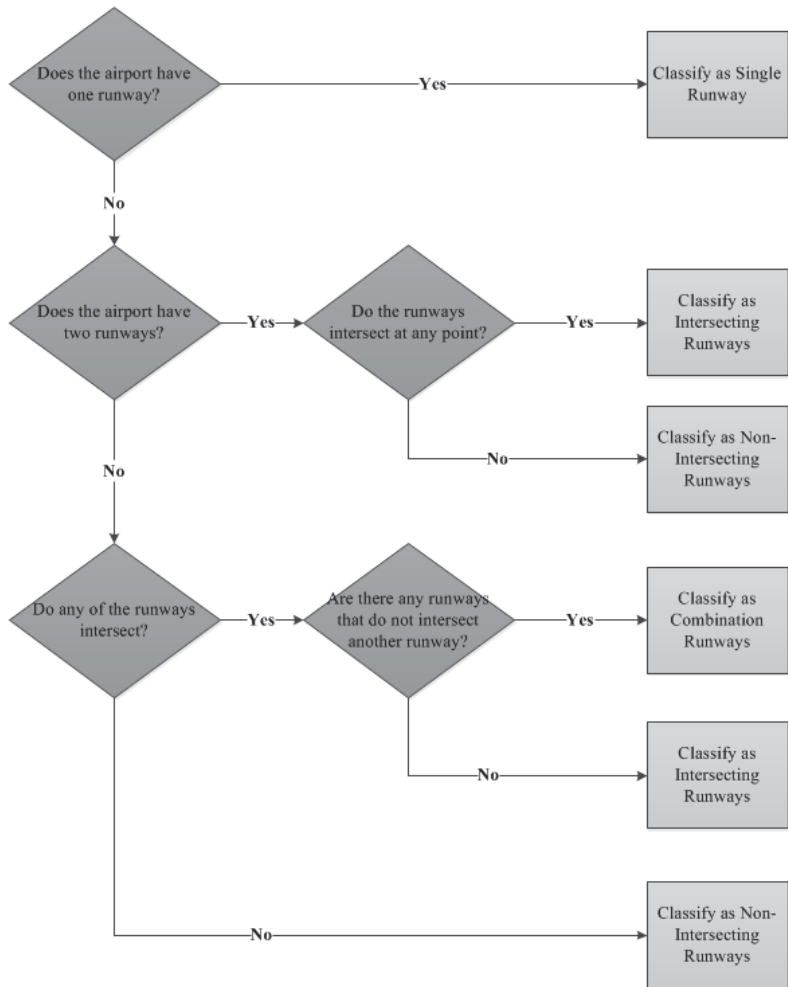 Does the airport have
one runway?
Yes
Classify as Single
Runway
No
Does the airport have
two runways?
Yes
Do the runways
intersect at any point?
Yes
Classify as
Intersecting
Runways
No
Classify as Non-
Intersecting
Runways
No
Do any of the runways
intersect?
Yes
Are there any runways
that do not intersect
another runway?
Yes
Classify as
Combination
Runways
No
Classify as
Intersecting
Runways
No
Classify as Non-
Intersecting
Runways